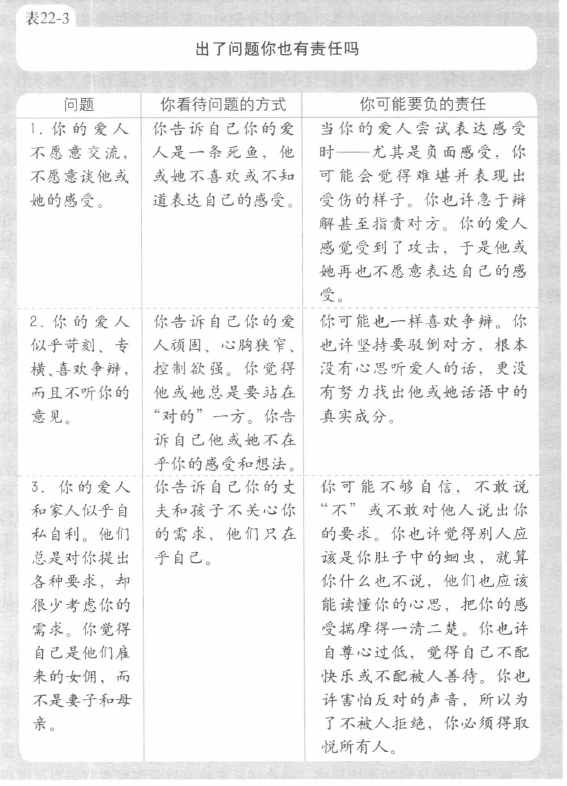 表22-3
出了问题你也有责任吗
问题
你看待问题的方式
你可能要负的责任
1. 你的爱人
不愿意交流，
不愿意谈他或
她的感受。
你告诉自己你的爱
人是一条死鱼，他
或她不喜欢或不知
道表达自己的感受。
当你的爱人尝试表达感受
时——尤其是负面感受，你
可能会觉得难堪并表现出
受伤的样子。你也许急于辩
解甚至指责对方。你的爱人
感觉受到了攻击，于是他或
她再也不愿意表达自己的感
受。
2. 你的爱人
似乎苛刻、专
横、喜欢争辩，
而且不听你的
意见。
你告诉自己你的爱
人顽固、心胸狭窄、
控制欲强。你觉得
他或她总是要站在
“对的”一方。你告
诉自己他或她不在
乎你的感受和想法。
你可能也一样喜欢争辩。你
也许坚持要驳倒对方，根本
没有心思听爱人的话，更没
有努力找出他或她话语中的
真实成分。
3. 你的爱人
和家人似乎自
私自利。他们
总是对你提出
各种要求，却
很少考虑你的
需求。你觉得
自己是他们雇
来的女佣，而
不是妻子和母
亲。
你告诉自己你的丈
夫和孩子不关心你
的需求，他们只在
乎自己。
你可能不够自信，不敢说
“不”或不敢对他人说出你
的要求。你也许觉得别人应
该是你肚子中的蛔虫，就算
你什么也不说，他们也应该
能读懂你的心思，把你的感
受揣摩得一清二楚。你也许
自尊心过低，觉得自己不配
快乐或不配被人善待。你也
许害怕反对的声音，所以为
了不被人拒绝，你必须得取
悦所有人。